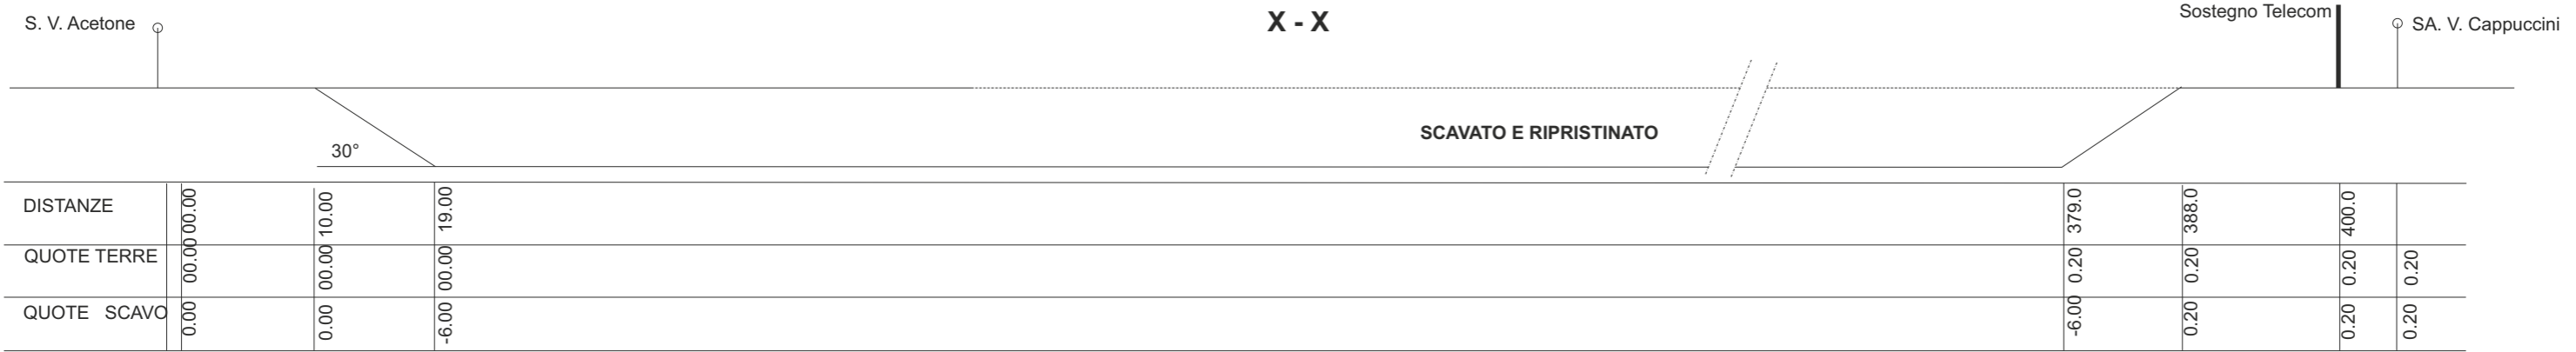 S. V. Acetone
X - X
Sostegno Telecom
SA. V. Cappuccini
SCAVATO E RIPRISTINATO
30°
DISTANZE 00.00 10.00 19.00 379.0 388.0 400.0
QUOTE TERRE 00.00 00.00 00.00 0.20 0.20 0.20 0.20
QUOTE SCAVO 0.00 0.00 -6.00 -6.00 0.20 0.20 0.20